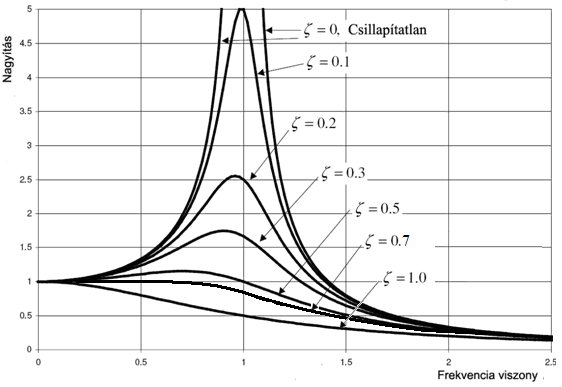 Nagyítás
5
4.5
4
3.5
3
2.5
2
1.5
1
0.5
0
ζ = 0, Csillapítatlan
ζ = 0.1
ζ = 0.2
ζ = 0.3
ζ = 0.5
ζ = 0.7
ζ = 1.0
0 0.5 1 1.5 2 2.5
Frekvencia viszony